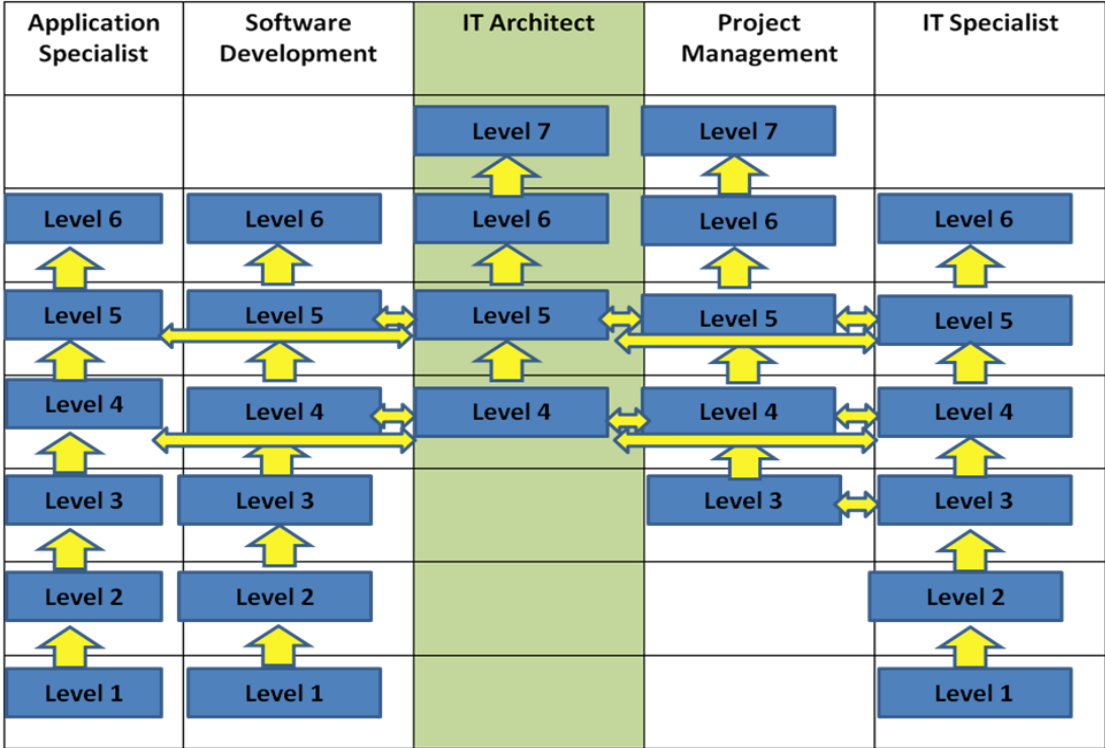 Application
Specialist
Software
Development
IT Architect
Project
Management
IT Specialist
Level 7
Level 7
Level 6
Level 6
Level 6
Level 6
Level 6
Level 5
Level 5
Level 5
Level 5
Level 5
Level 4
Level 4
Level 4
Level 4
Level 4
Level 3
Level 3
Level 3
Level 3
Level 2
Level 2
Level 2
Level 1
Level 1
Level 1